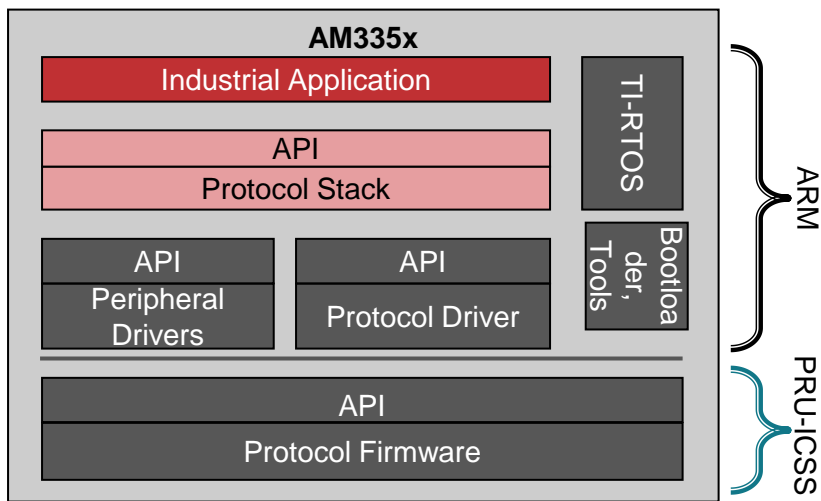 AM335x
Industrial Application
TI-RTOS
API
Protocol Stack
ARM
Bootloa
der,
Tools
API
Peripheral
Drivers
API
Protocol Driver
API
Protocol Firmware
PRU-ICSS